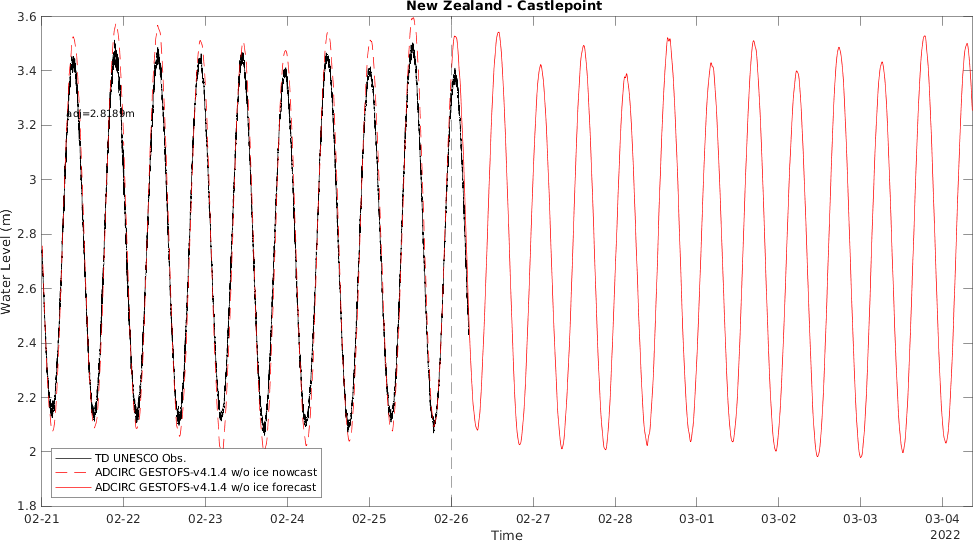 New Zealand - Castlepoint
3.6
3.4
3.2
3
2.8
2.6
2.4
2.2
2
1.8
Water Level (m)
adj=2.8189m
TD UNESCO Obs.
ADCIRC GESTOFS-v4.1.4 w/o ice nowcast
ADCIRC GESTOFS-v4.1.4 w/o ice forecast
02-21 02-22 02-23 02-24 02-25 02-26 02-27 02-28 03-01 03-02 03-03 03-04
Time
2022